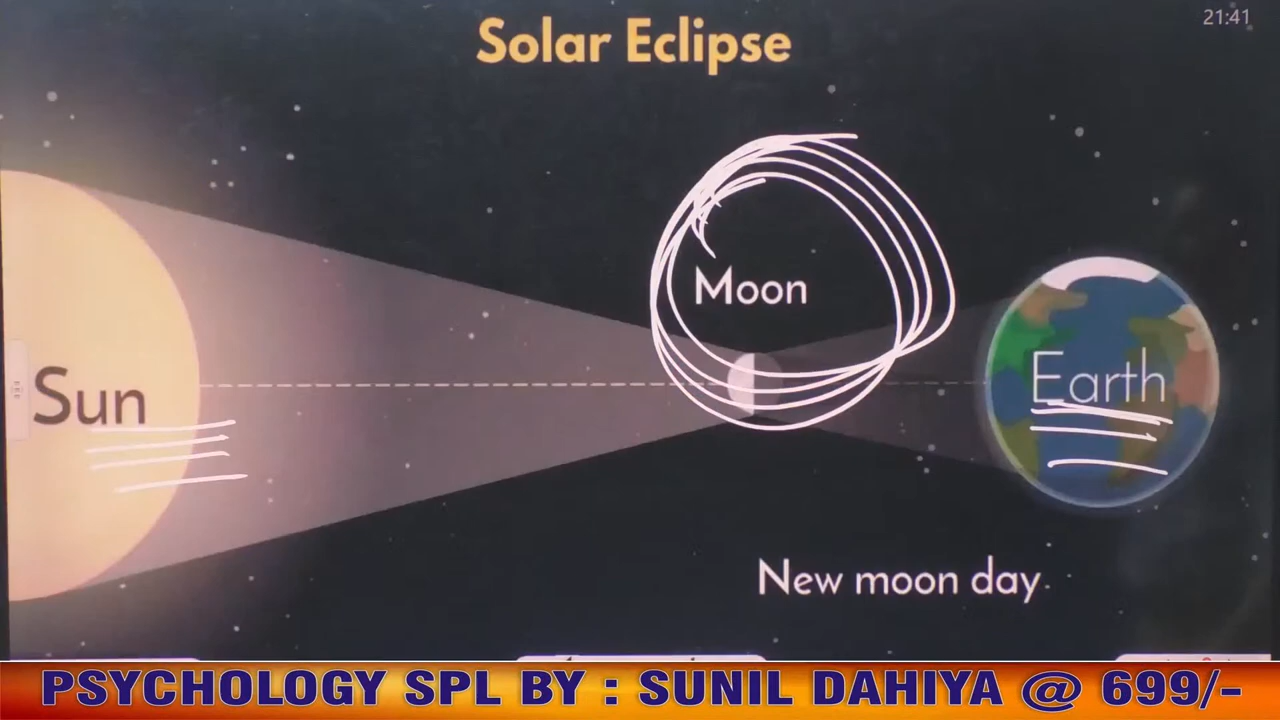 Solar Eclipse
21:41
Moon
Sun
Earth
New moon day
PSYCHOLOGY SPL BY : SUNIL DAHIYA @ 699/-